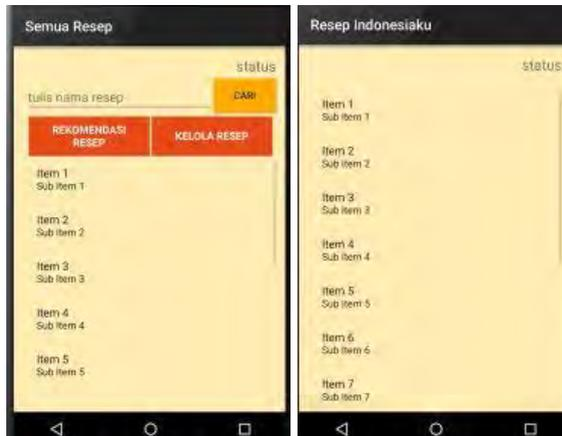 Semua Resep
status
tulis nama resep
CARI
REKOMENDASI
RESEP
KELOLA RESEP
Item 1
Sub Item 1
Item 2
Sub Item 2
Item 3
Sub Item 3
Item 4
Sub Item 4
Item 5
Sub Item 5
Resep Indonesiaku
status
Item 1
Sub Item 1
Item 2
Sub Item 2
Item 3
Sub Item 3
Item 4
Sub Item 4
Item 5
Sub Item 5
Item 6
Sub Item 6
Item 7
Sub Item 7